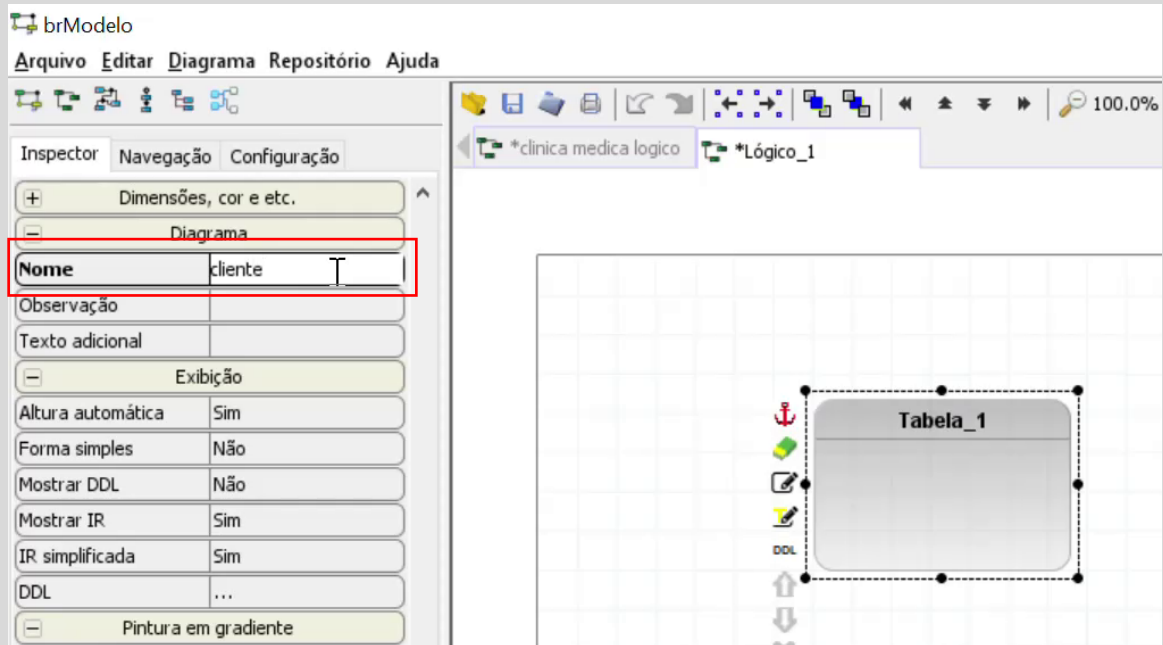 brModelo
Arquivo Editar Diagrama Repositório Ajuda
100.0%
Inspector Navegação Configuração
*clinica medica logico *Lógico_1
Dimensões, cor e etc.
Diagrama
Nome cliente
Observação
Texto adicional
Exibição
Altura automática Sim
Forma simples Não
Mostrar DDL Não
Mostrar IR Sim
IR simplificada Sim
DDL ...
Pintura em gradiente
Tabela_1
DDL